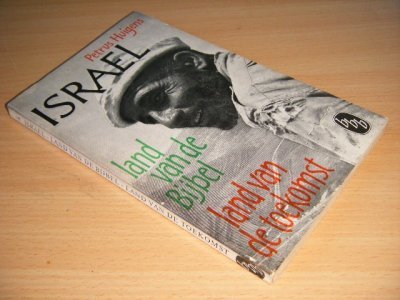 Petrus Huigens
ISRAEL
land
van de
Bijbel
land van
de toekomst
ISRAEL - LAND VAN DE BIJBEL - LAND VAN DE TOEKOMST